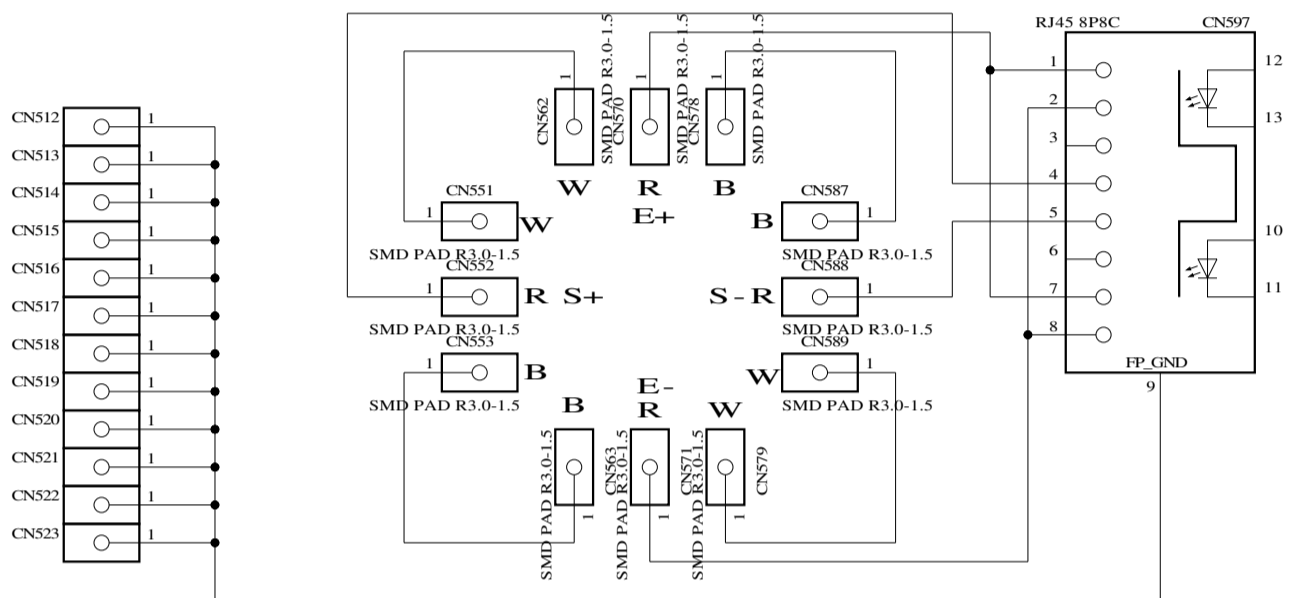 RJ45 8P8C CN597
1 12
2
13
3
4
5
10
6
7 11
8
FP_GND
9
CN512 1
CN513 1
CN514 1
CN515 1
CN516 1
CN517 1
CN518 1
CN519 1
CN520 1
CN521 1
CN522 1
CN523 1
1 CN562 SMD PAD R3.0-1.5
1 CN570 SMD PAD R3.0-1.5
1 CN578 SMD PAD R3.0-1.5
W R B
E+
CN551 CN587
1 W B 1
SMD PAD R3.0-1.5 SMD PAD R3.0-1.5
CN552 CN588
1 R S+ S-R 1
SMD PAD R3.0-1.5 SMD PAD R3.0-1.5
CN553 CN589
1 B W 1
SMD PAD R3.0-1.5 SMD PAD R3.0-1.5
E-
B R W
SMD PAD R3.0-1.5 1 CN563
SMD PAD R3.0-1.5 1 CN571
SMD PAD R3.0-1.5 1 CN579